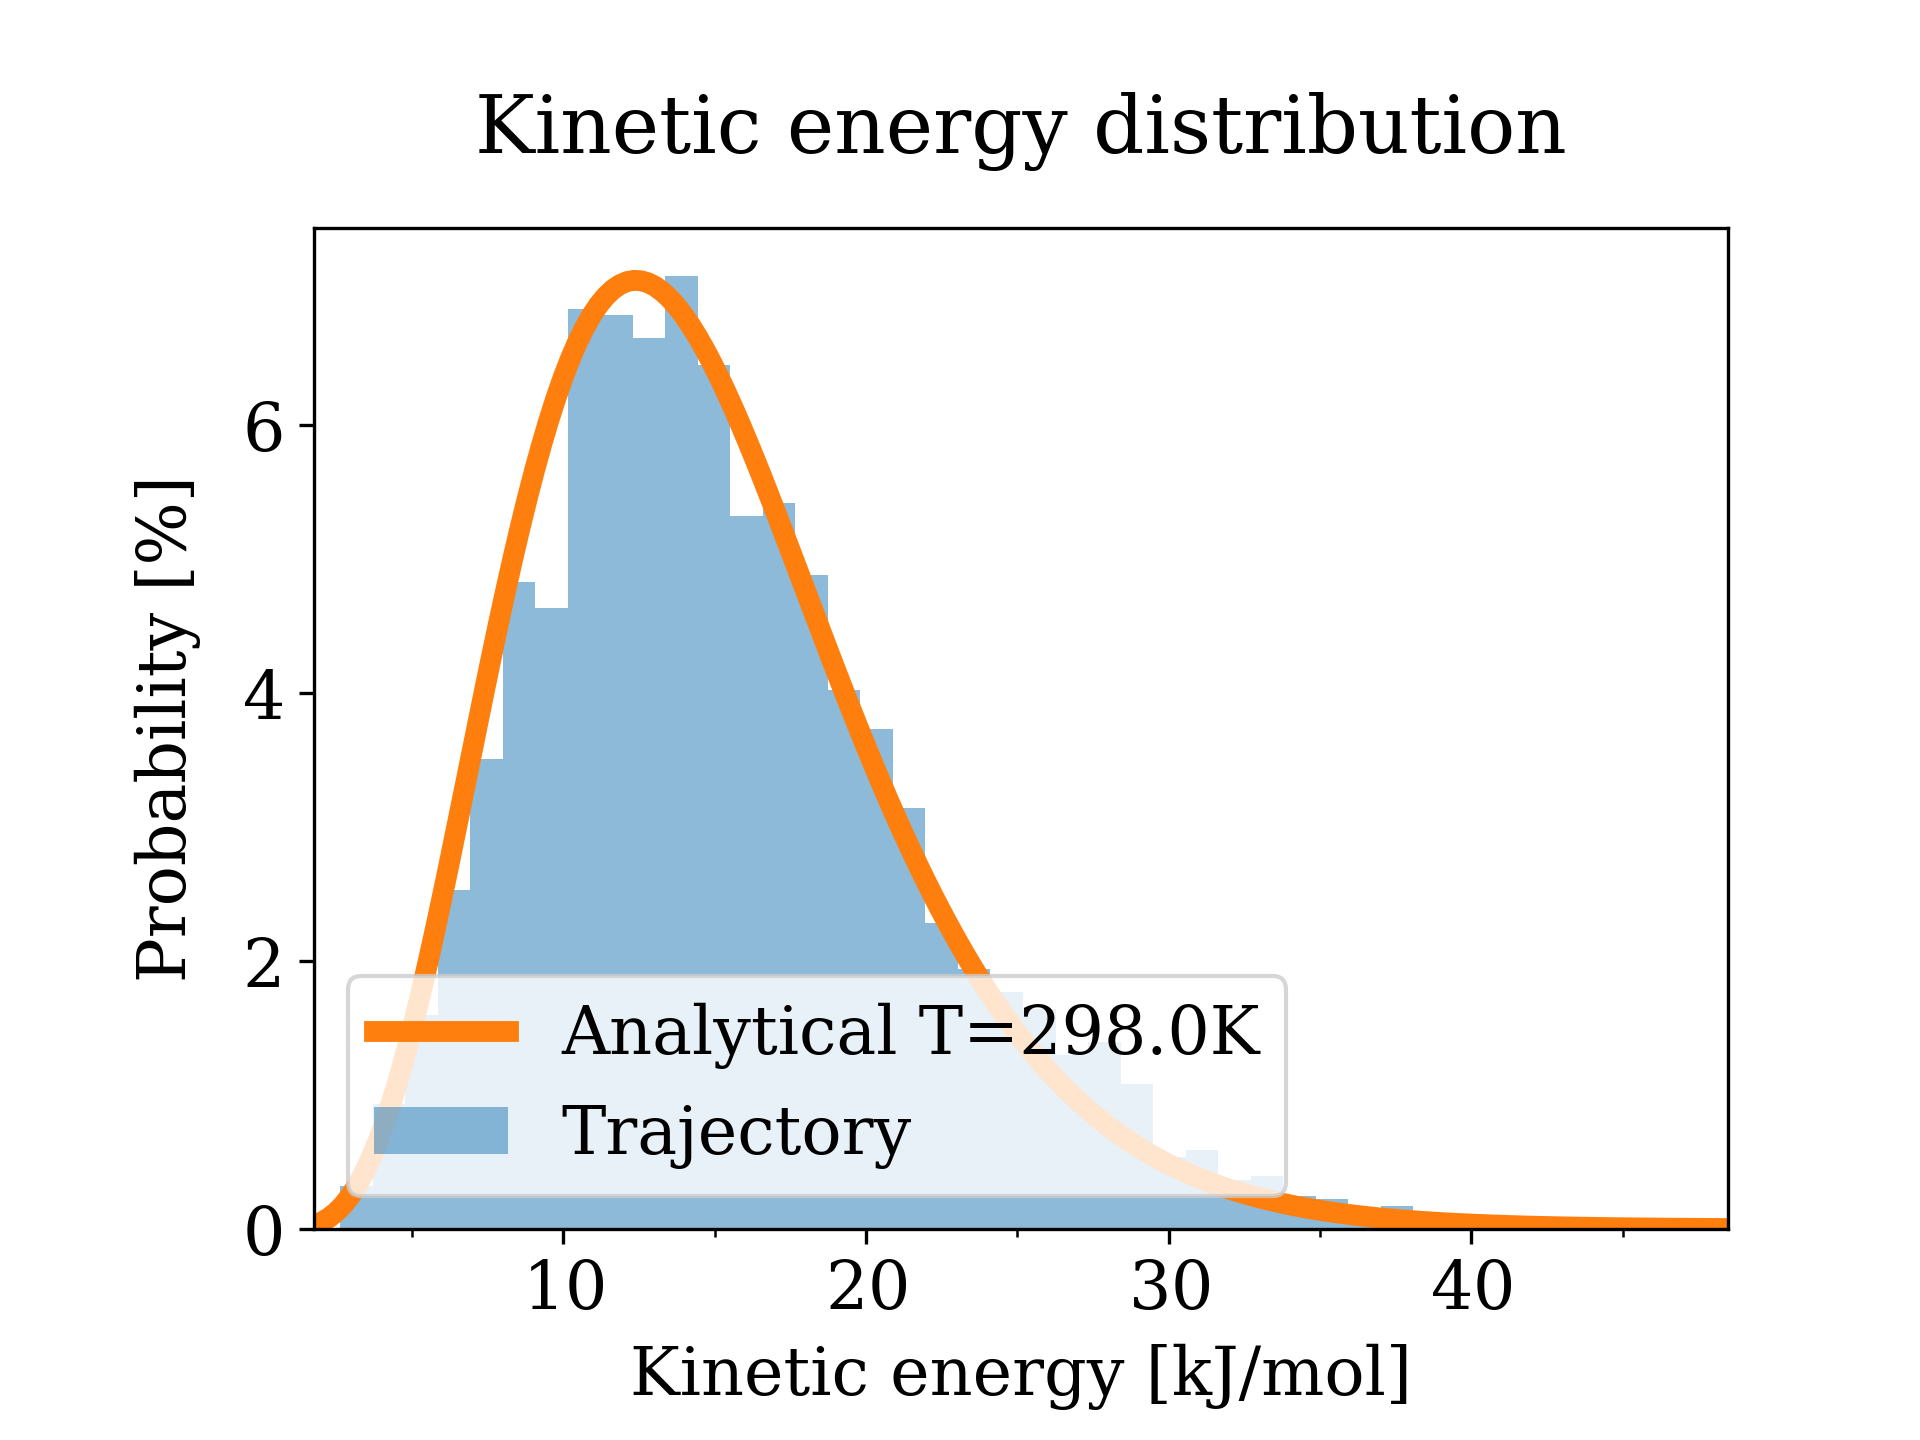 Kinetic energy distribution
Probability [%]
6
4
2
0
Analytical T=298.0K
Trajectory
10 20 30 40
Kinetic energy [kJ/mol]